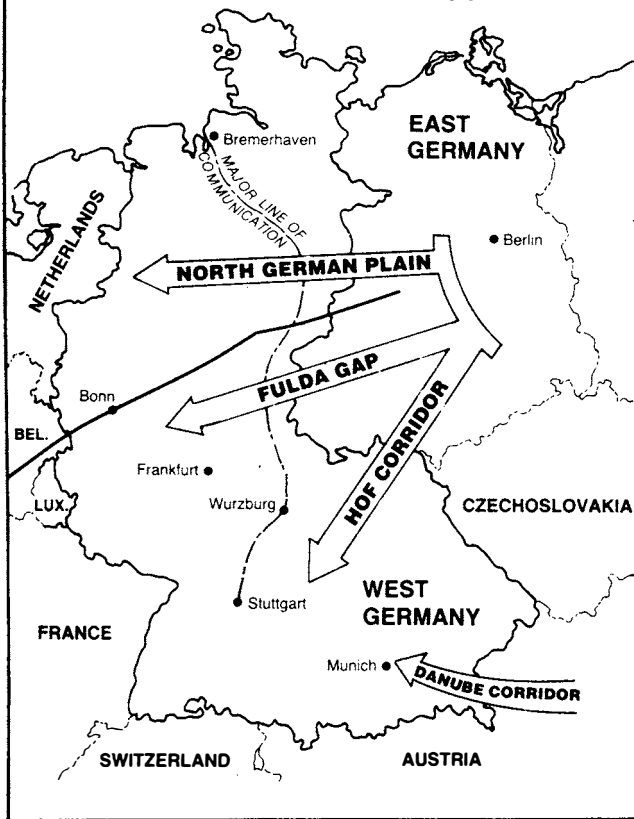 Bremerhaven
EAST
GERMANY
MAJOR LINE OF
COMMUNICATION
NETHERLANDS
Berlin
NORTH GERMAN PLAIN
FULDA GAP
Bonn
HOF CORRIDOR
BEL.
Frankfurt
LUX.
Wurzburg
CZECHOSLOVAKIA
WEST
GERMANY
Stuttgart
FRANCE
Munich
DANUBE CORRIDOR
SWITZERLAND
AUSTRIA